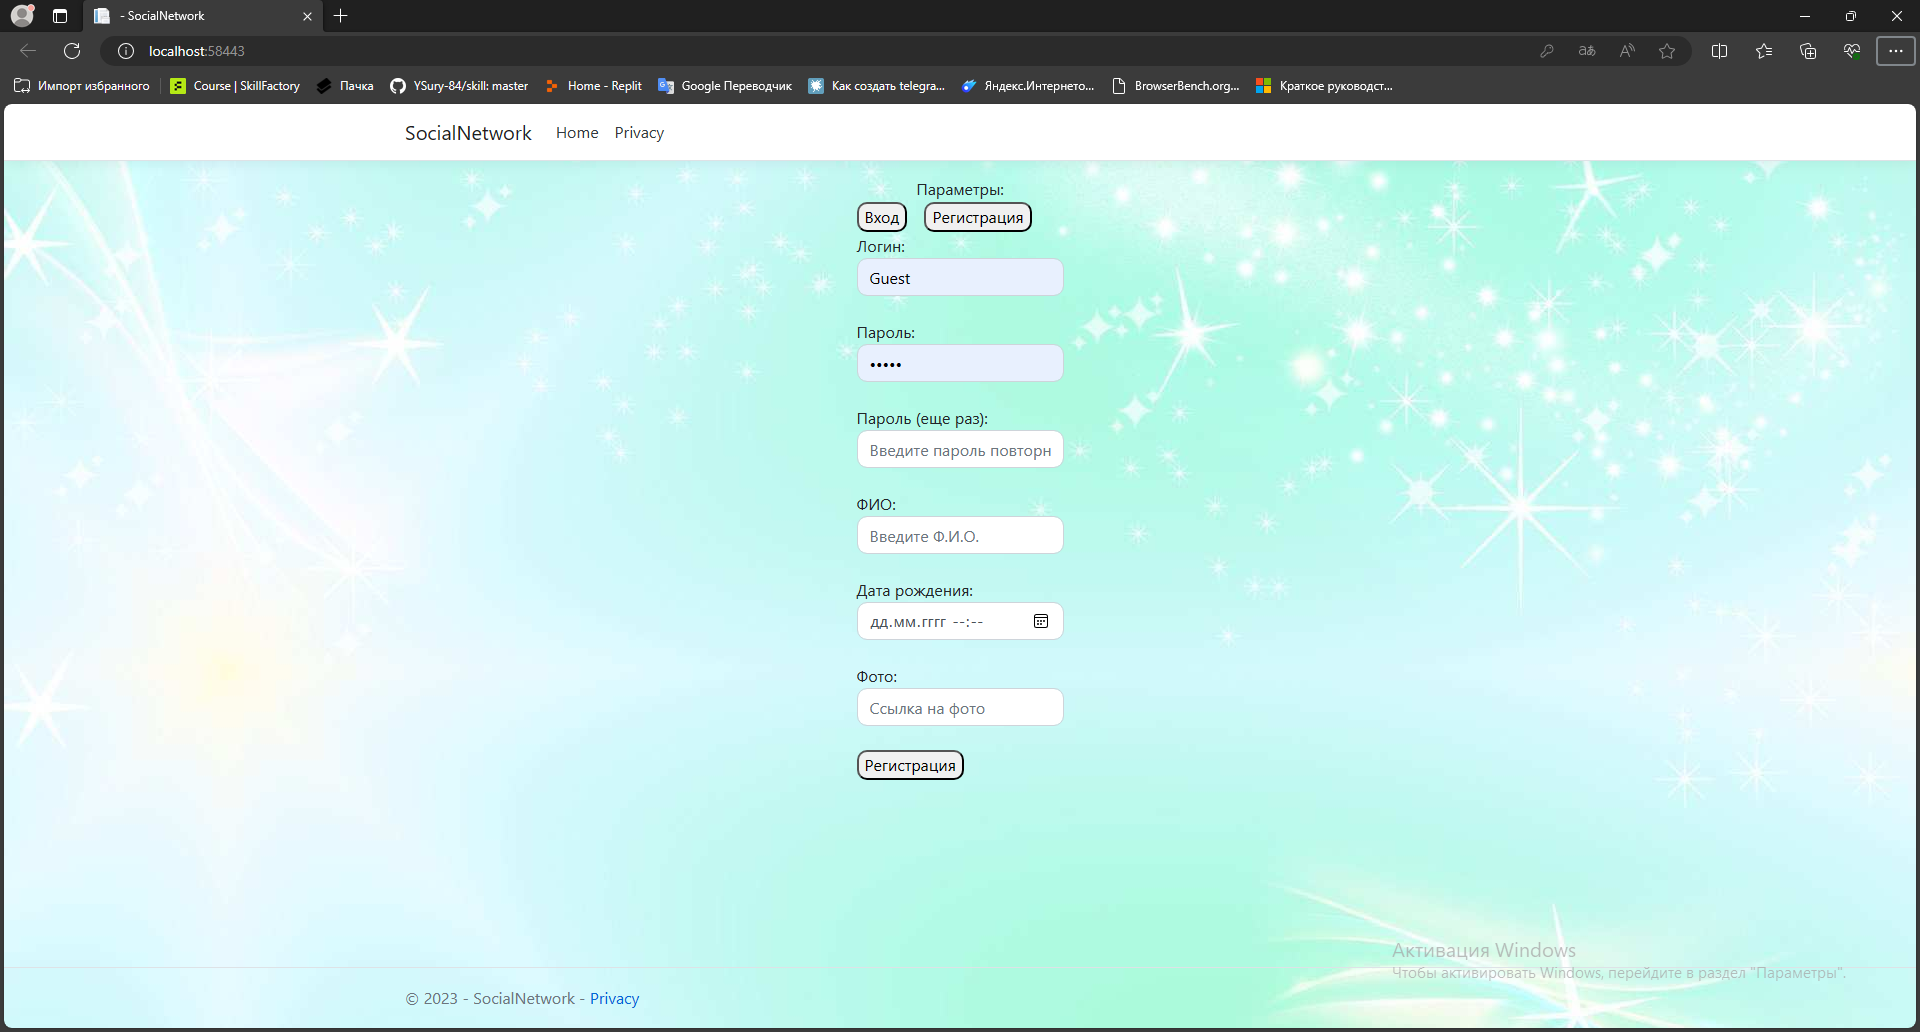 - SocialNetwork
localhost:58443
Импорт избранного Course | SkillFactory Пачка YSury-84/skill: master Home - Replit Google Переводчик Как создать telegra... Яндекс.Интернето... BrowserBench.org... Краткое руководст...
SocialNetwork Home Privacy
Параметры:
Вход Регистрация
Логин:
Guest
Пароль:
•••••
Пароль (еще раз):
Введите пароль повторн
ФИО:
Введите Ф.И.О.
Дата рождения:
дд.мм.гггг --:--
Фото:
Ссылка на фото
Регистрация
Активация Windows
Чтобы активировать Windows, перейдите в раздел "Параметры".
© 2023 - SocialNetwork - Privacy